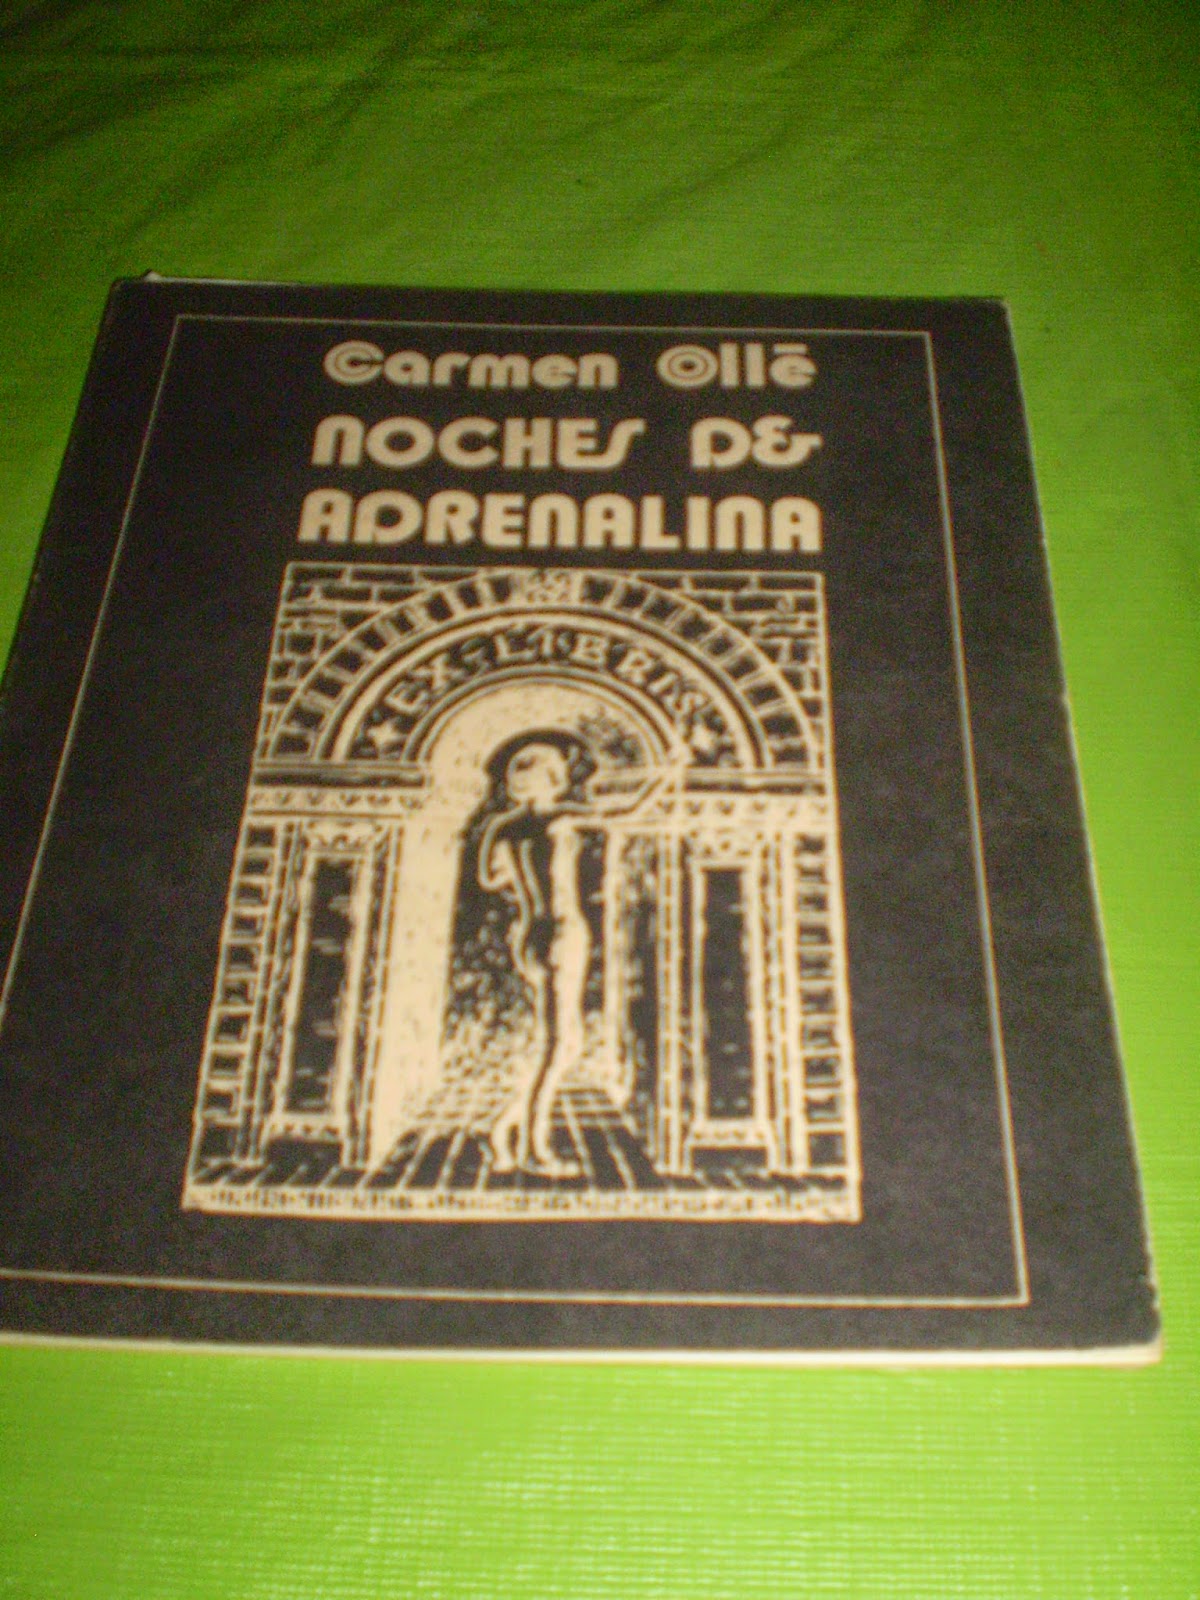 Carmen Ollé
NOCHES DE
ADRENALINA
EX-LIBRIS